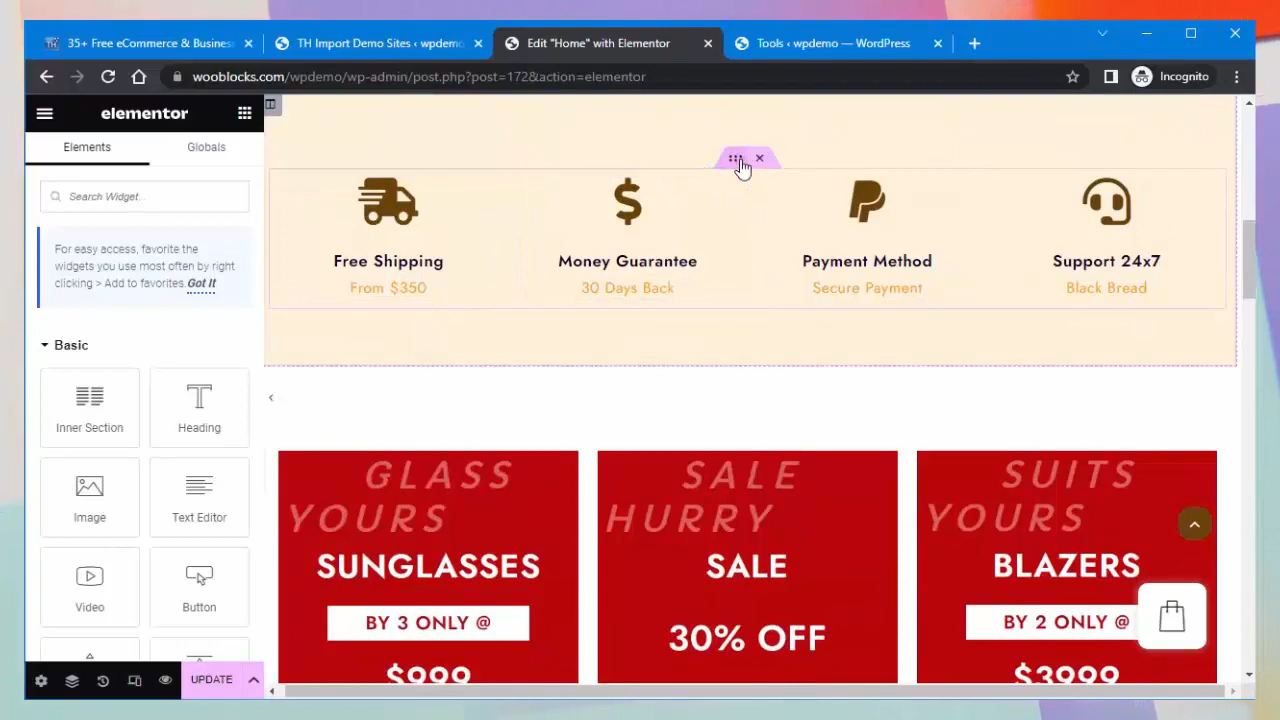 35+ Free eCommerce & Business
TH Import Demo Sites ‹ wpdemo
Edit "Home" with Elementor
Tools ‹ wpdemo — WordPress
wooblocks.com/wpdemo/wp-admin/post.php?post=172&action=elementor
Incognito
elementor
Elements
Globals
Search Widget...
For easy access, favorite the
widgets you use most often by right
clicking > Add to favorites. Got It
Basic
Inner Section
Heading
Image
Text Editor
Video
Button
UPDATE
Free Shipping
From $350
Money Guarantee
30 Days Back
Payment Method
Secure Payment
Support 24x7
Black Bread
GLASS
YOURS
SUNGLASSES
BY 3 ONLY @
$999
SALE
HURRY
SALE
30% OFF
SUITS
YOURS
BLAZERS
BY 2 ONLY @
$3999